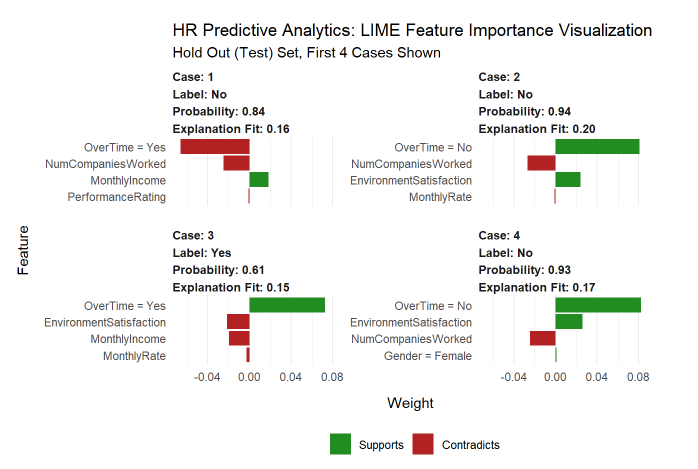 HR Predictive Analytics: LIME Feature Importance Visualization
Hold Out (Test) Set, First 4 Cases Shown
Case: 1
Label: No
Probability: 0.84
Explanation Fit: 0.16
OverTime = Yes
NumCompaniesWorked
MonthlyIncome
PerformanceRating
Case: 2
Label: No
Probability: 0.94
Explanation Fit: 0.20
OverTime = No
NumCompaniesWorked
EnvironmentSatisfaction
MonthlyRate
Feature
Case: 3
Label: Yes
Probability: 0.61
Explanation Fit: 0.15
OverTime = Yes
EnvironmentSatisfaction
MonthlyIncome
MonthlyRate
-0.04 0.00 0.04 0.08
Case: 4
Label: No
Probability: 0.93
Explanation Fit: 0.17
OverTime = No
EnvironmentSatisfaction
NumCompaniesWorked
Gender = Female
-0.04 0.00 0.04 0.08
Weight
Supports Contradicts